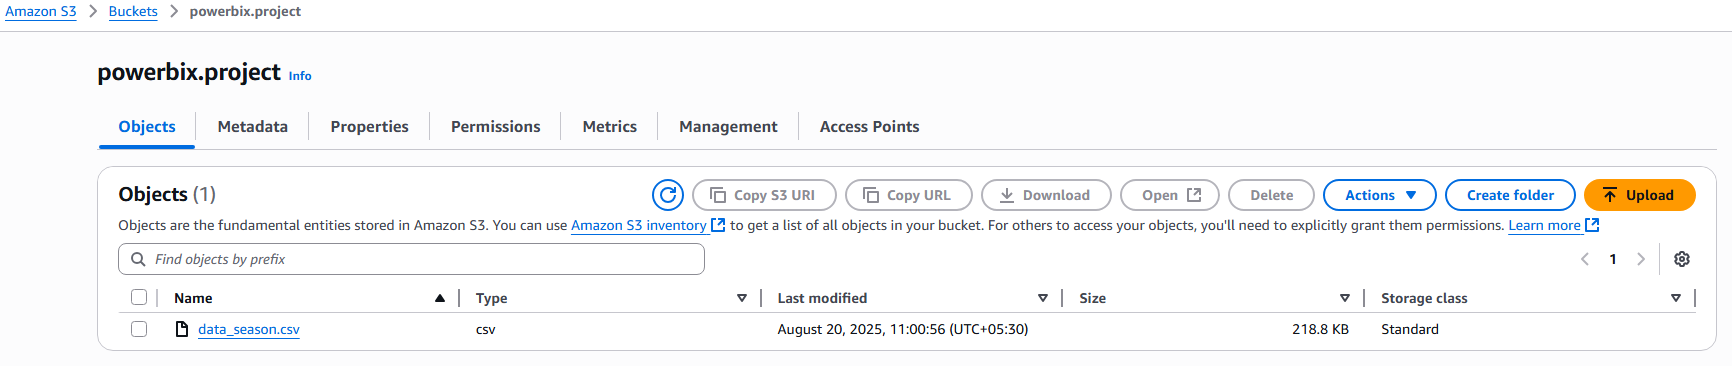 Amazon S3 > Buckets > powerbix.project
powerbix.project Info
Objects Metadata Properties Permissions Metrics Management Access Points
Objects (1) Copy S3 URI Copy URL Download Open Delete Actions Create folder Upload
Objects are the fundamental entities stored in Amazon S3. You can use Amazon S3 inventory to get a list of all objects in your bucket. For others to access your objects, you'll need to explicitly grant them permissions. Learn more
Find objects by prefix 1
Name Type Last modified Size Storage class
data_season.csv csv August 20, 2025, 11:00:56 (UTC+05:30) 218.8 KB Standard